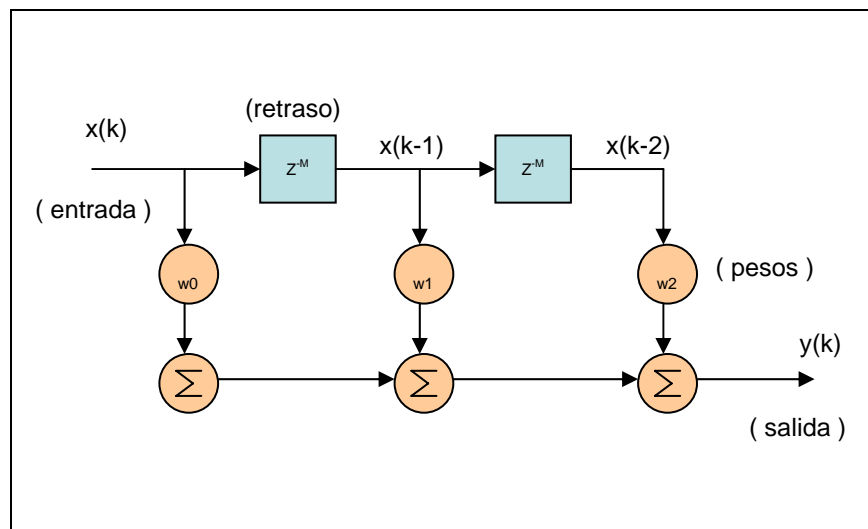 (retraso)
x(k)
x(k-1)
x(k-2)
Z-M
Z-M
( entrada )
w0
w1
w2
( pesos )
y(k)
Σ
Σ
Σ
( salida )